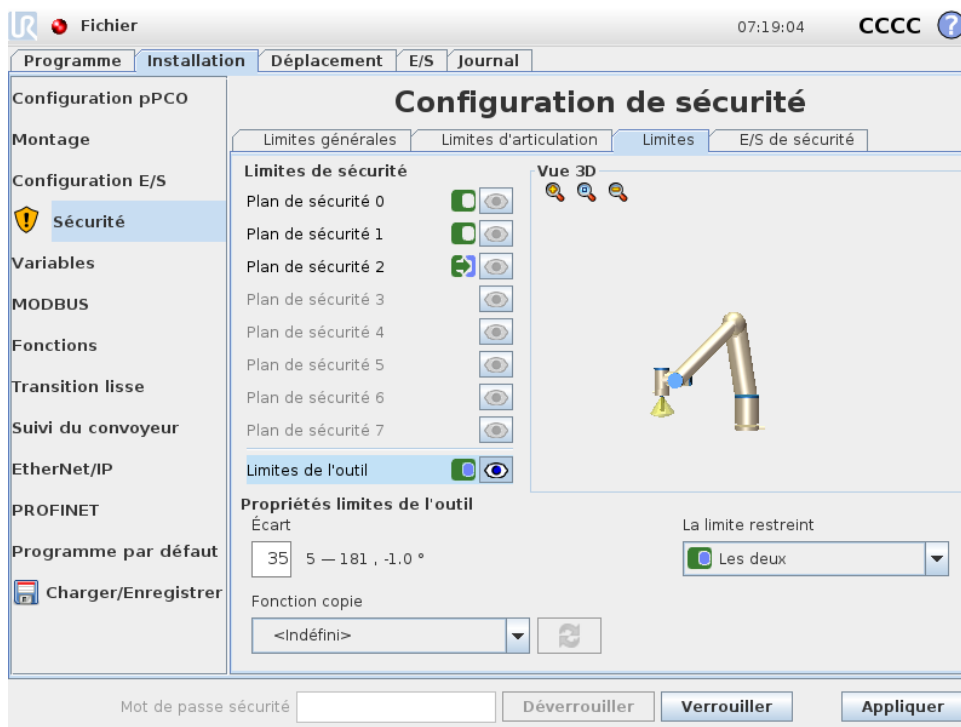 UR Fichier 07:19:04 CCCC ?
Programme Installation Déplacement E/S Journal
Configuration pPCO
Montage
Configuration E/S
Sécurité
Variables
MODBUS
Fonctions
Transition lisse
Suivi du convoyeur
EtherNet/IP
PROFINET
Programme par défaut
Charger/Enregistrer
Configuration de sécurité
Limites générales Limites d'articulation Limites E/S de sécurité
Limites de sécurité
Plan de sécurité 0
Plan de sécurité 1
Plan de sécurité 2
Plan de sécurité 3
Plan de sécurité 4
Plan de sécurité 5
Plan de sécurité 6
Plan de sécurité 7
Limites de l'outil
Vue 3D
Propriétés limites de l'outil
Écart
35 5 — 181 , -1.0 °
La limite restreint
Les deux
Fonction copie
<Indéfini>
Mot de passe sécurité Déverrouiller Verrouiller Appliquer